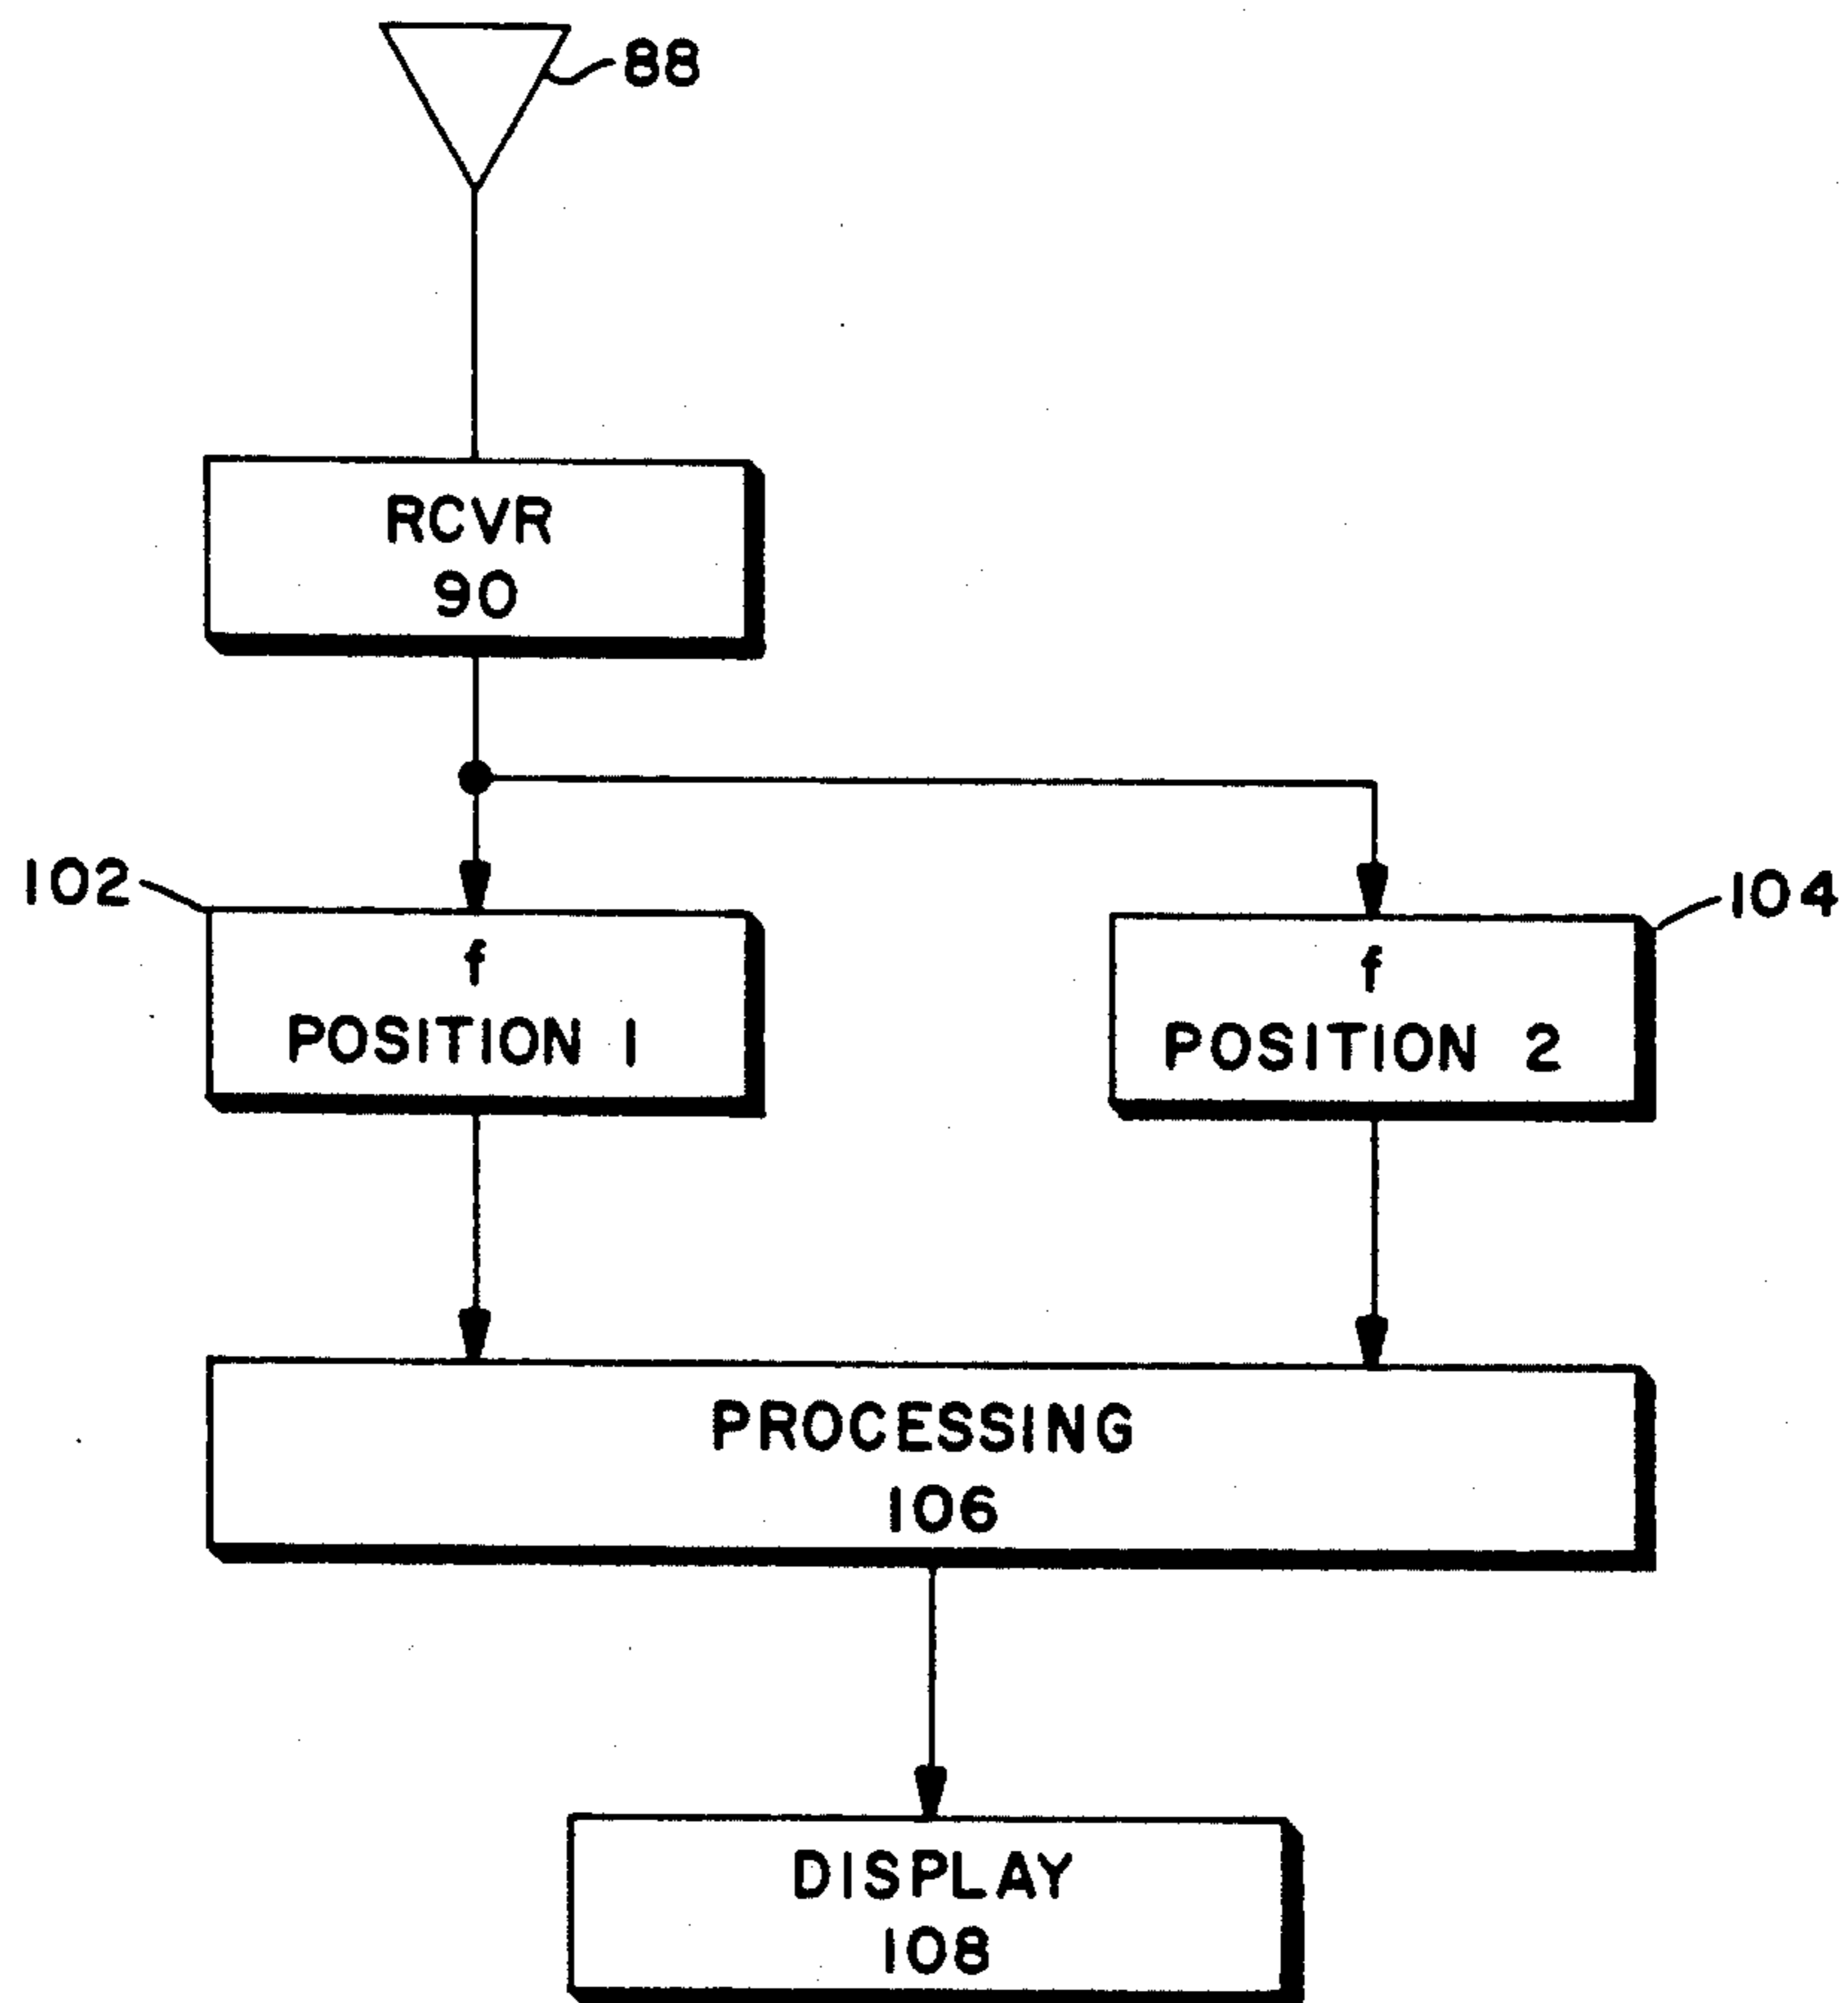 88
RCVR
90
102
104
f
POSITION 1
f
POSITION 2
PROCESSING
106
DISPLAY
108